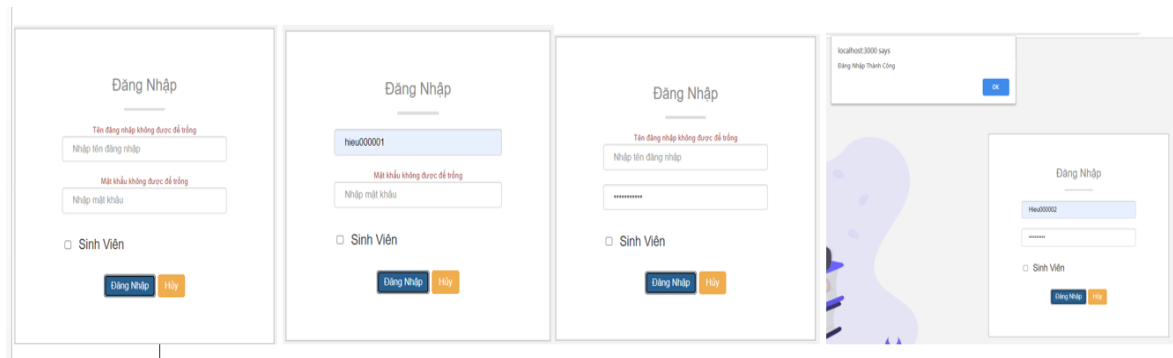 Đăng Nhập
Tên đăng nhập không được để trống
Nhập tên đăng nhập
Mật khẩu không được để trống
Nhập mật khẩu
Sinh Viên
Đăng Nhập
Hủy
Đăng Nhập
hieu000001
Mật khẩu không được để trống
Nhập mật khẩu
Sinh Viên
Đăng Nhập
Hủy
Đăng Nhập
Tên đăng nhập không được để trống
Nhập tên đăng nhập
Sinh Viên
Đăng Nhập
Hủy
localhost:3000 says
Đăng Nhập Thành Công
OK
Đăng Nhập
Hieu000002
Sinh Viên
Đăng Nhập
Hủy